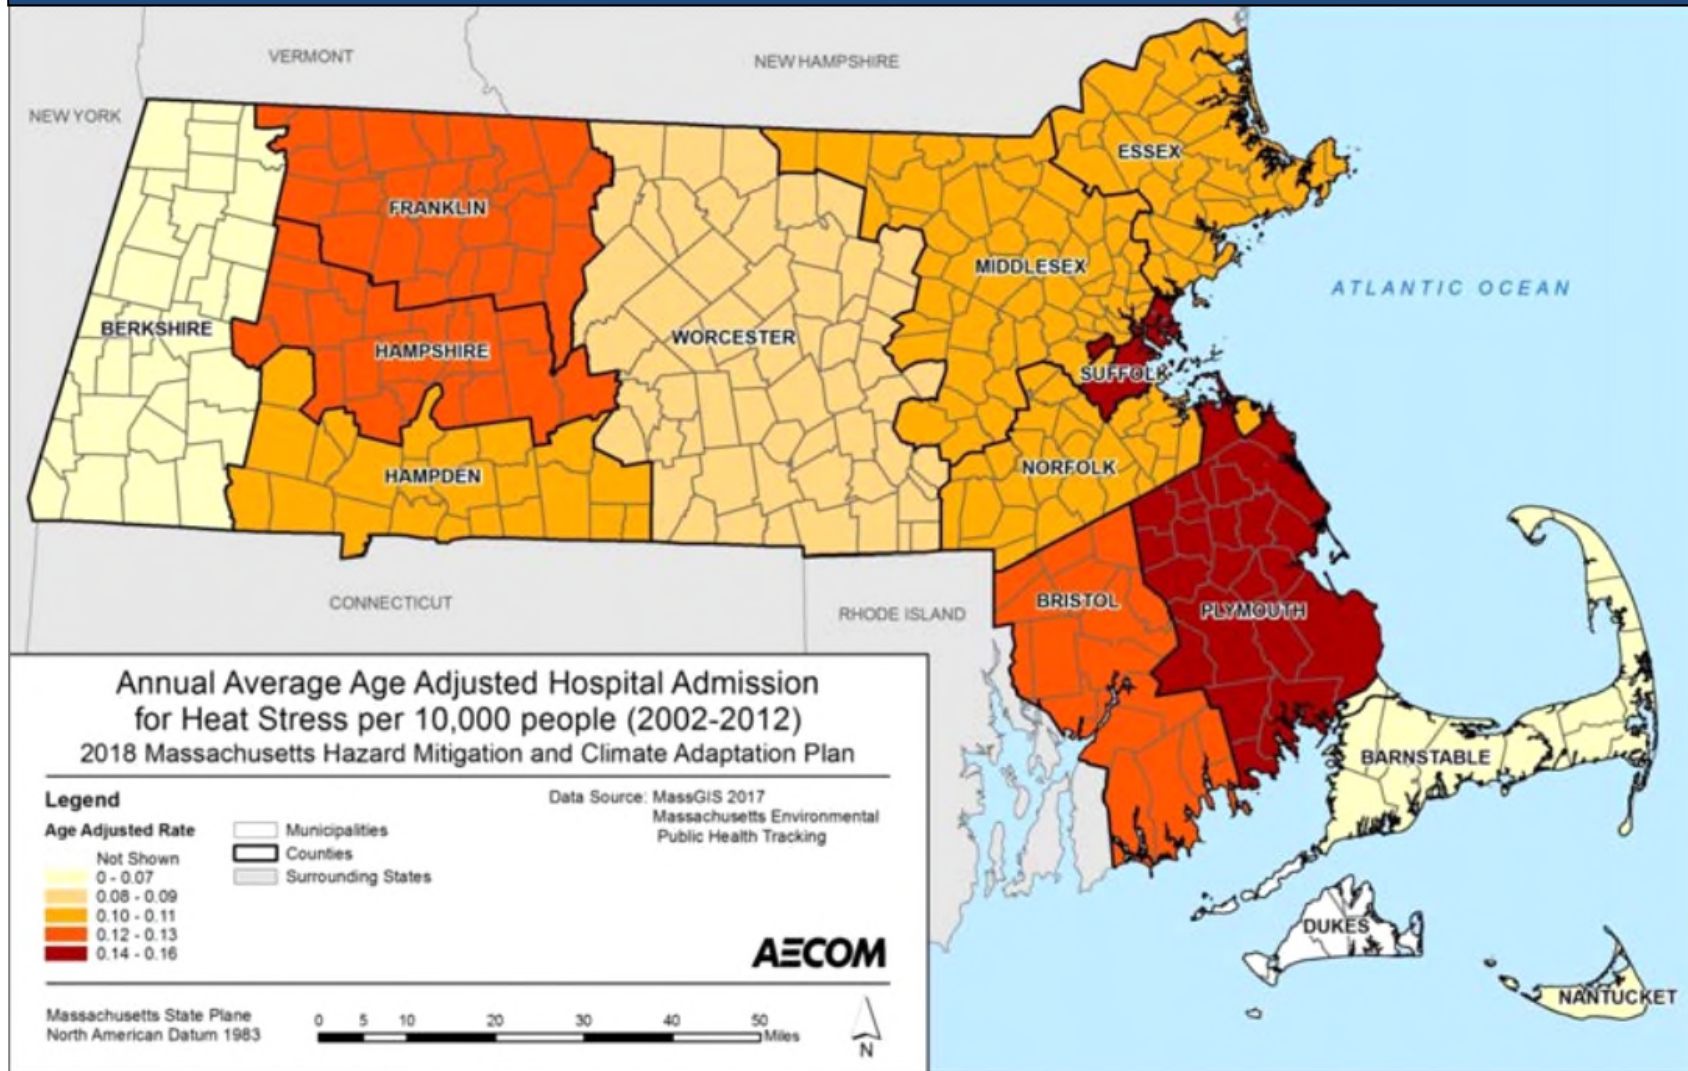 VERMONT
NEW HAMPSHIRE
NEW YORK
ESSEX
FRANKLIN
MIDDLESEX
ATLANTIC OCEAN
BERKSHIRE
WORCESTER
HAMPSHIRE
SUFFOLK
NORFOLK
HAMPDEN
CONNECTICUT
RHODE ISLAND
BRISTOL
PLYMOUTH
BARNSTABLE
DUKES
NANTUCKET
Annual Average Age Adjusted Hospital Admission
for Heat Stress per 10,000 people (2002-2012)
2018 Massachusetts Hazard Mitigation and Climate Adaptation Plan
Legend
Age Adjusted Rate
Not Shown
0 - 0.07
0.08 - 0.09
0.10 - 0.11
0.12 - 0.13
0.14 - 0.16
Municipalities
Counties
Surrounding States
Data Source: MassGIS 2017
Massachusetts Environmental
Public Health Tracking
AECOM
Massachusetts State Plane
North American Datum 1983
0 5 10 20 30 40 50
Miles
N